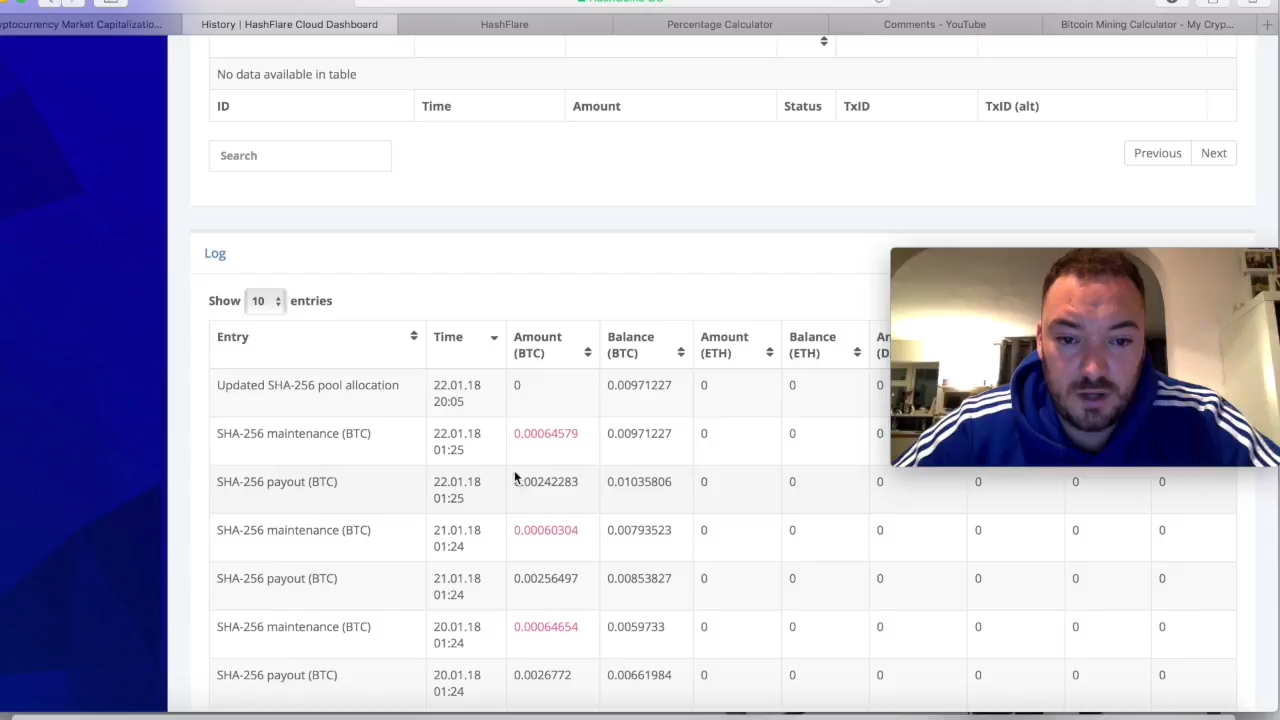 ryptocurrency Market Capitalizatio... History | HashFlare Cloud Dashboard HashFlare Percentage Calculator Comments - YouTube Bitcoin Mining Calculator - My Cryp...
No data available in table
ID Time Amount Status TxID TxID (alt)
Search Previous Next
Log
Show 10 entries
Entry Time Amount (BTC) Balance (BTC) Amount (ETH) Balance (ETH) An (D
Updated SHA-256 pool allocation 22.01.18 20:05 0 0.00971227 0 0 0
SHA-256 maintenance (BTC) 22.01.18 01:25 0.00064579 0.00971227 0 0 0
SHA-256 payout (BTC) 22.01.18 01:25 0.00242283 0.01035806 0 0 0 0 0 0
SHA-256 maintenance (BTC) 21.01.18 01:24 0.00060304 0.00793523 0 0 0 0 0 0
SHA-256 payout (BTC) 21.01.18 01:24 0.00256497 0.00853827 0 0 0 0 0 0
SHA-256 maintenance (BTC) 20.01.18 01:24 0.00064654 0.0059733 0 0 0 0 0 0
SHA-256 payout (BTC) 20.01.18 01:24 0.0026772 0.00661984 0 0 0 0 0 0